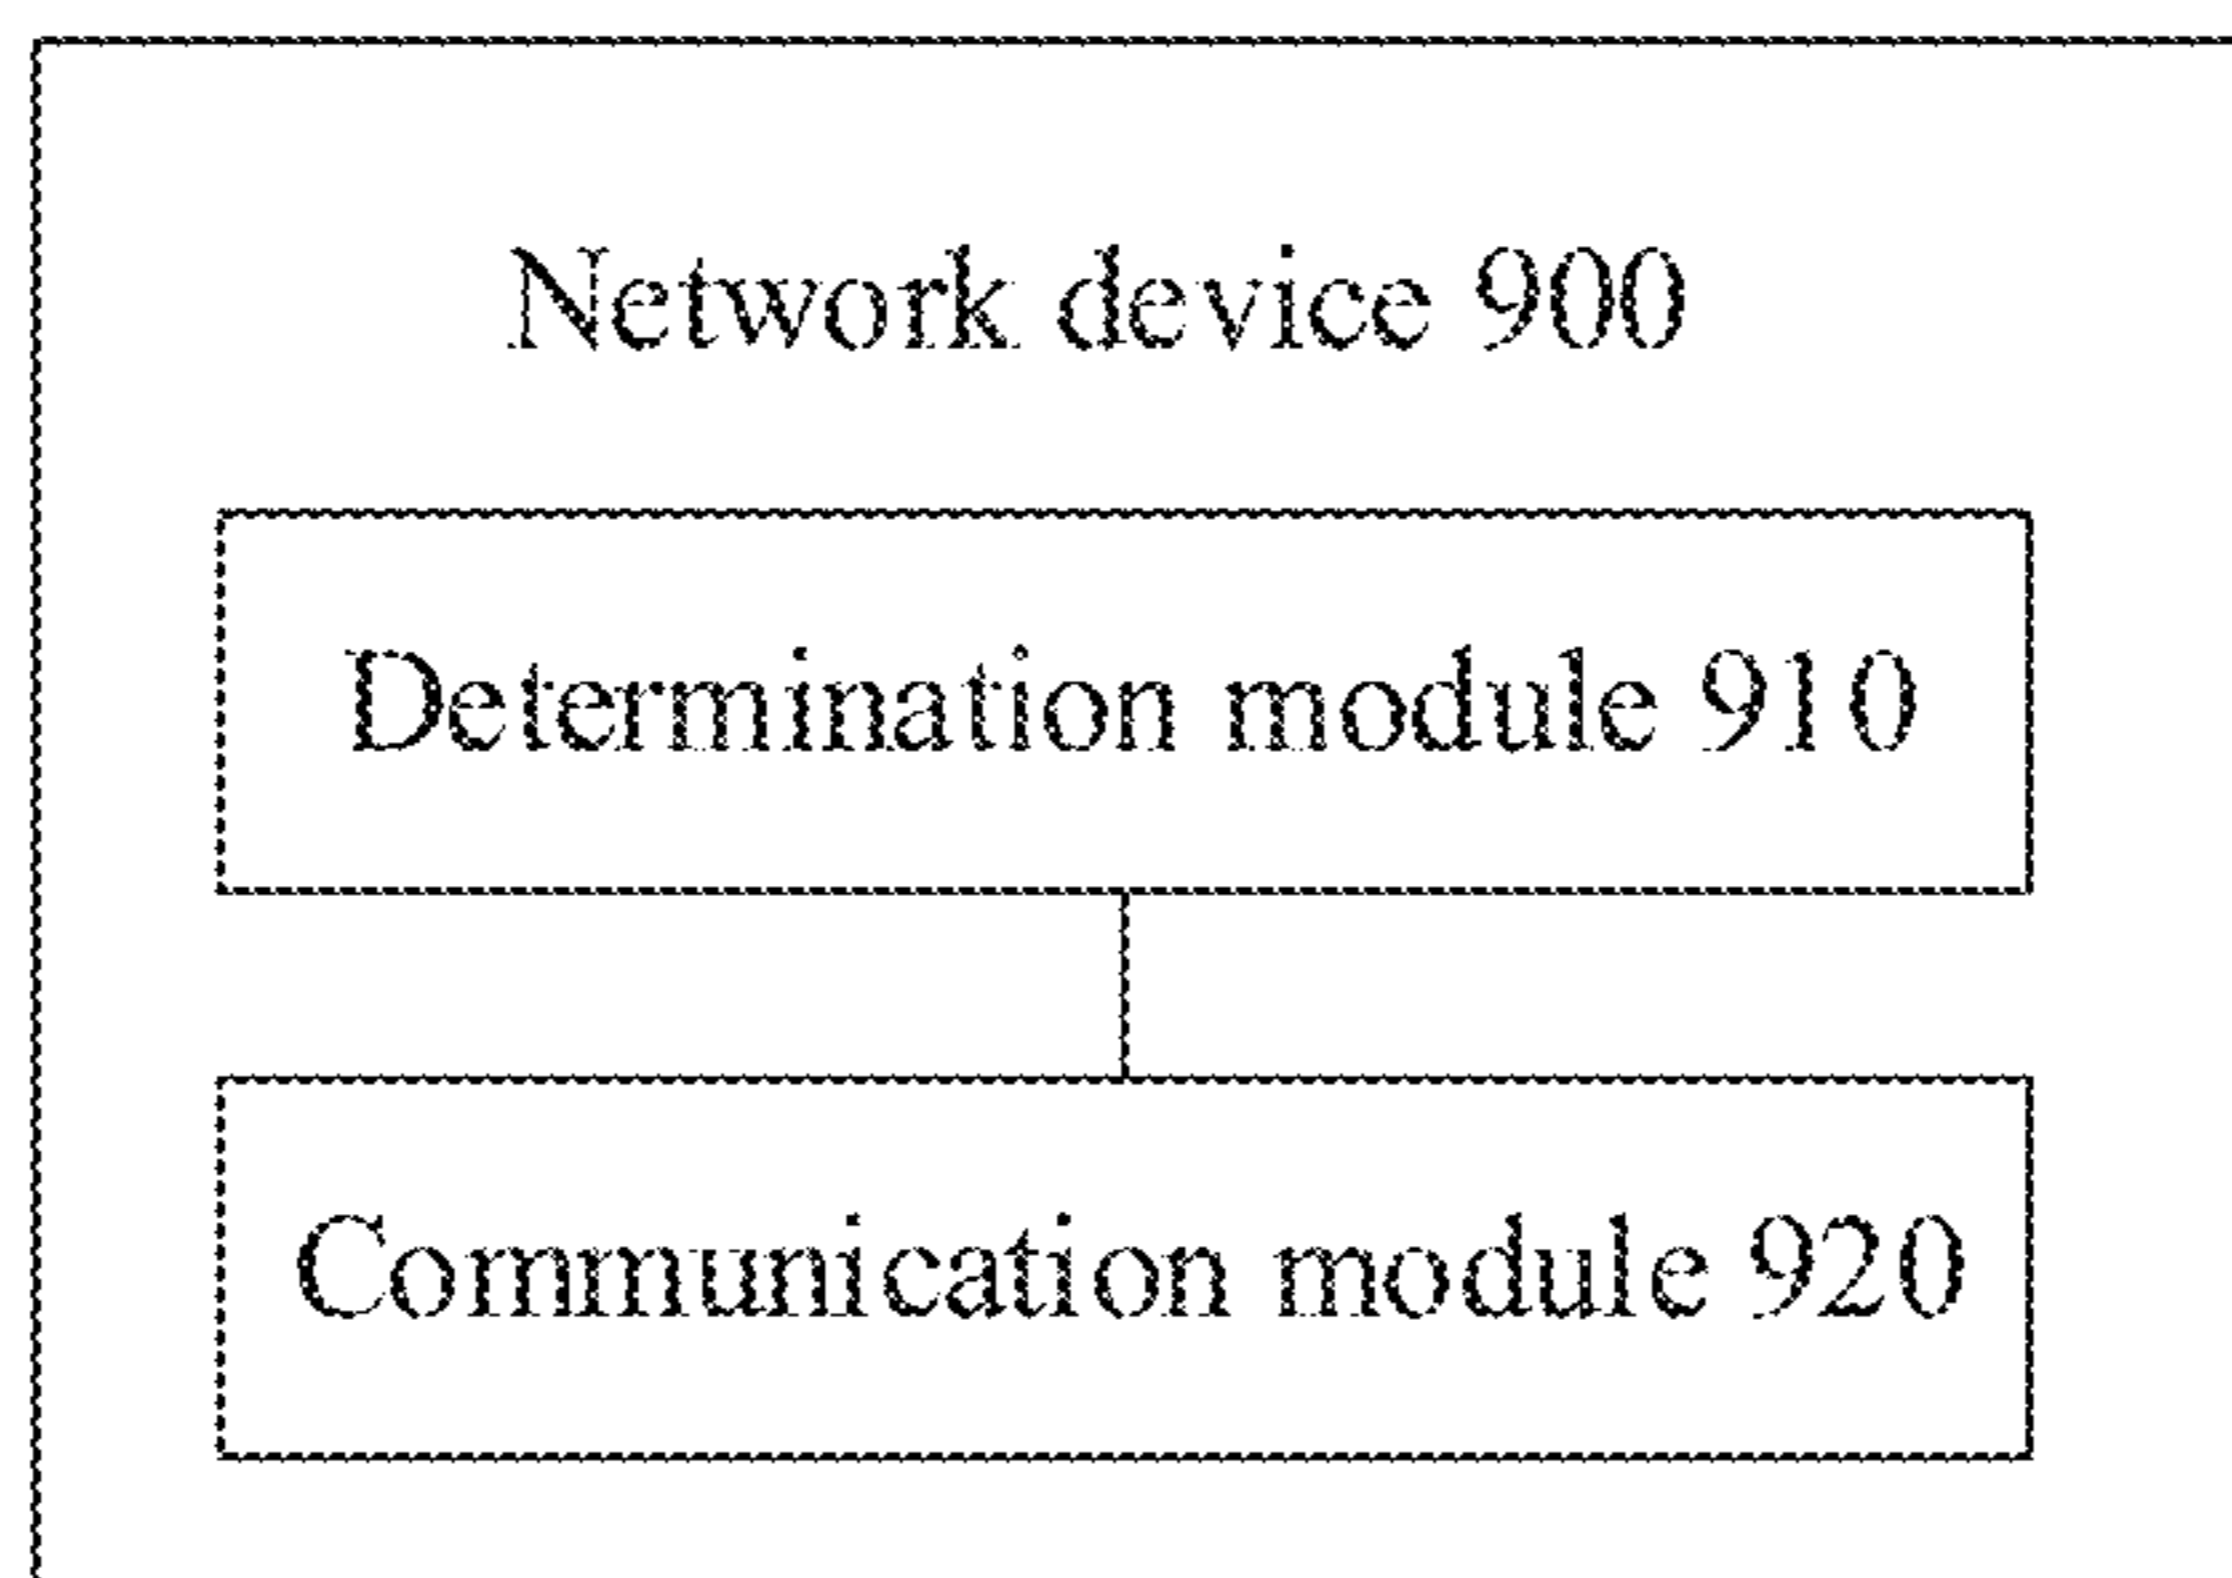 Network device 900
Determination module 910
Communication module 920